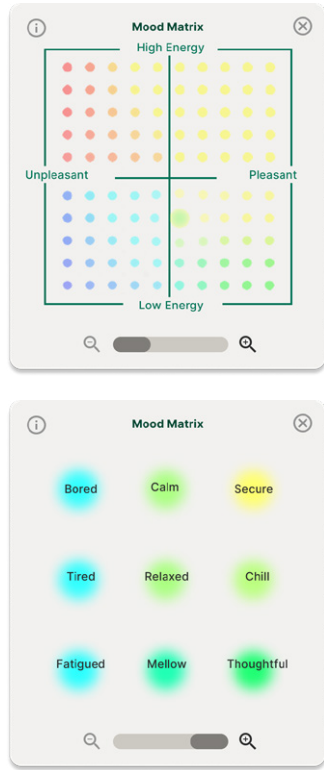 Mood Matrix
High Energy
Unpleasant Pleasant
Low Energy
Mood Matrix
Bored Calm Secure
Tired Relaxed Chill
Fatigued Mellow Thoughtful